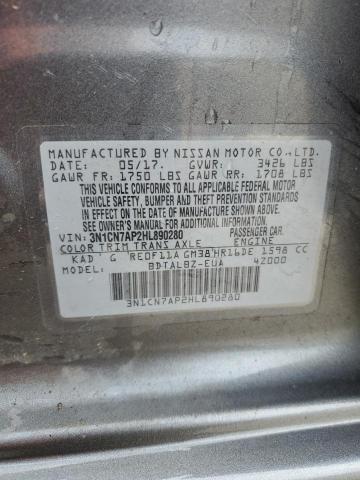 MANUFACTURED BY NISSAN MOTOR CO.,LTD.
DATE: 05/17. GVWR: 3426 LBS
GAWR FR: 1750 LBS GAWR RR: 1708 LBS
THIS VEHICLE CONFORMS TO ALL APPLICABLE FEDERAL MOTOR
VEHICLE SAFETY, BUMPER AND THEFT PREVENTION STANDARDS
IN EFFECT ON THE DATE OF MANUFACTURE SHOWN ABOVE.
SEE OWNER'S MANUAL FOR ADDITIONAL INFORMATION.
VIN: 3N1CN7AP2HL890280 PASSENGER CAR.
COLOR TRIM TRANS AXLE ENGINE
KAD G RE0F11A GM38 HR16DE 1598 CC
BDTALBZ-EUA 42000
3N1CN7AP2HL890280